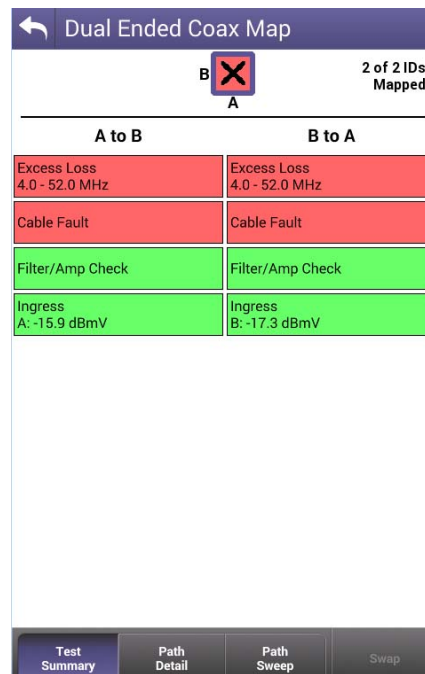 Dual Ended Coax Map
B
2 of 2 IDs
Mapped
A
A to B
B to A
Excess Loss
4.0 - 52.0 MHz
Excess Loss
4.0 - 52.0 MHz
Cable Fault
Cable Fault
Filter/Amp Check
Filter/Amp Check
Ingress
A: -15.9 dBmV
Ingress
B: -17.3 dBmV
Test
Summary
Path
Detail
Path
Sweep
Swap